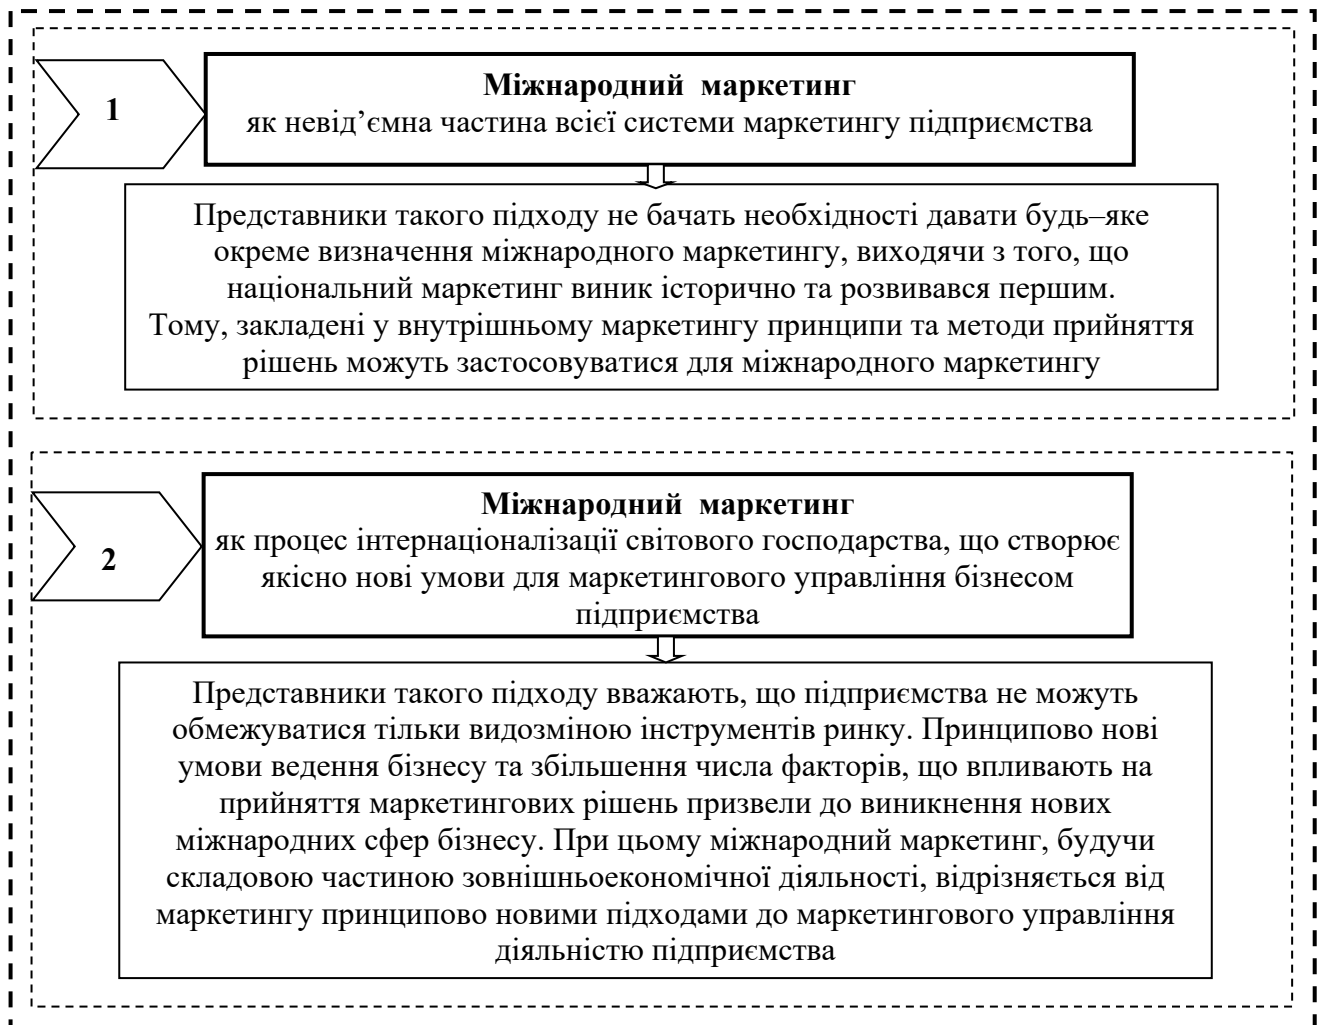 1
Міжнародний маркетинг
як невід’ємна частина всієї системи маркетингу підприємства
Представники такого підходу не бачать необхідності давати будь–яке
окреме визначення міжнародного маркетингу, виходячи з того, що
національний маркетинг виник історично та розвивався першим.
Тому, закладені у внутрішньому маркетингу принципи та методи прийняття
рішень можуть застосовуватися для міжнародного маркетингу
2
Міжнародний маркетинг
як процес інтернаціоналізації світового господарства, що створює
якісно нові умови для маркетингового управління бізнесом
підприємства
Представники такого підходу вважають, що підприємства не можуть
обмежуватися тільки видозміною інструментів ринку. Принципово нові
умови ведення бізнесу та збільшення числа факторів, що впливають на
прийняття маркетингових рішень призвели до виникнення нових
міжнародних сфер бізнесу. При цьому міжнародний маркетинг, будучи
складовою частиною зовнішньоекономічної діяльності, відрізняється від
маркетингу принципово новими підходами до маркетингового управління
діяльністю підприємства